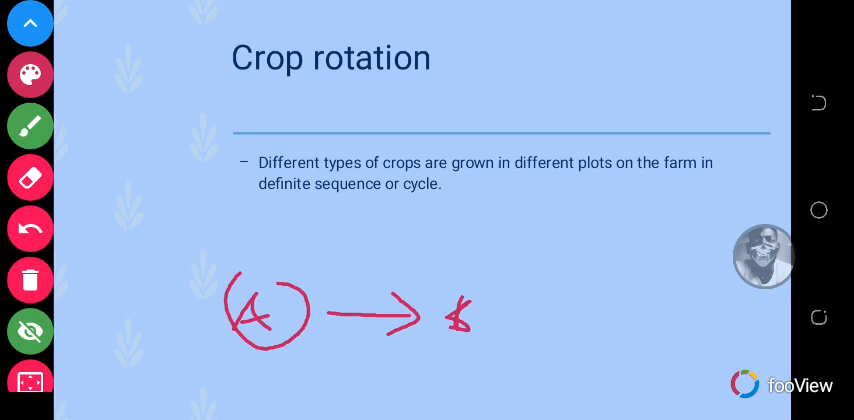 Crop rotation
– Different types of crops are grown in different plots on the farm in
definite sequence or cycle.
A
fooView